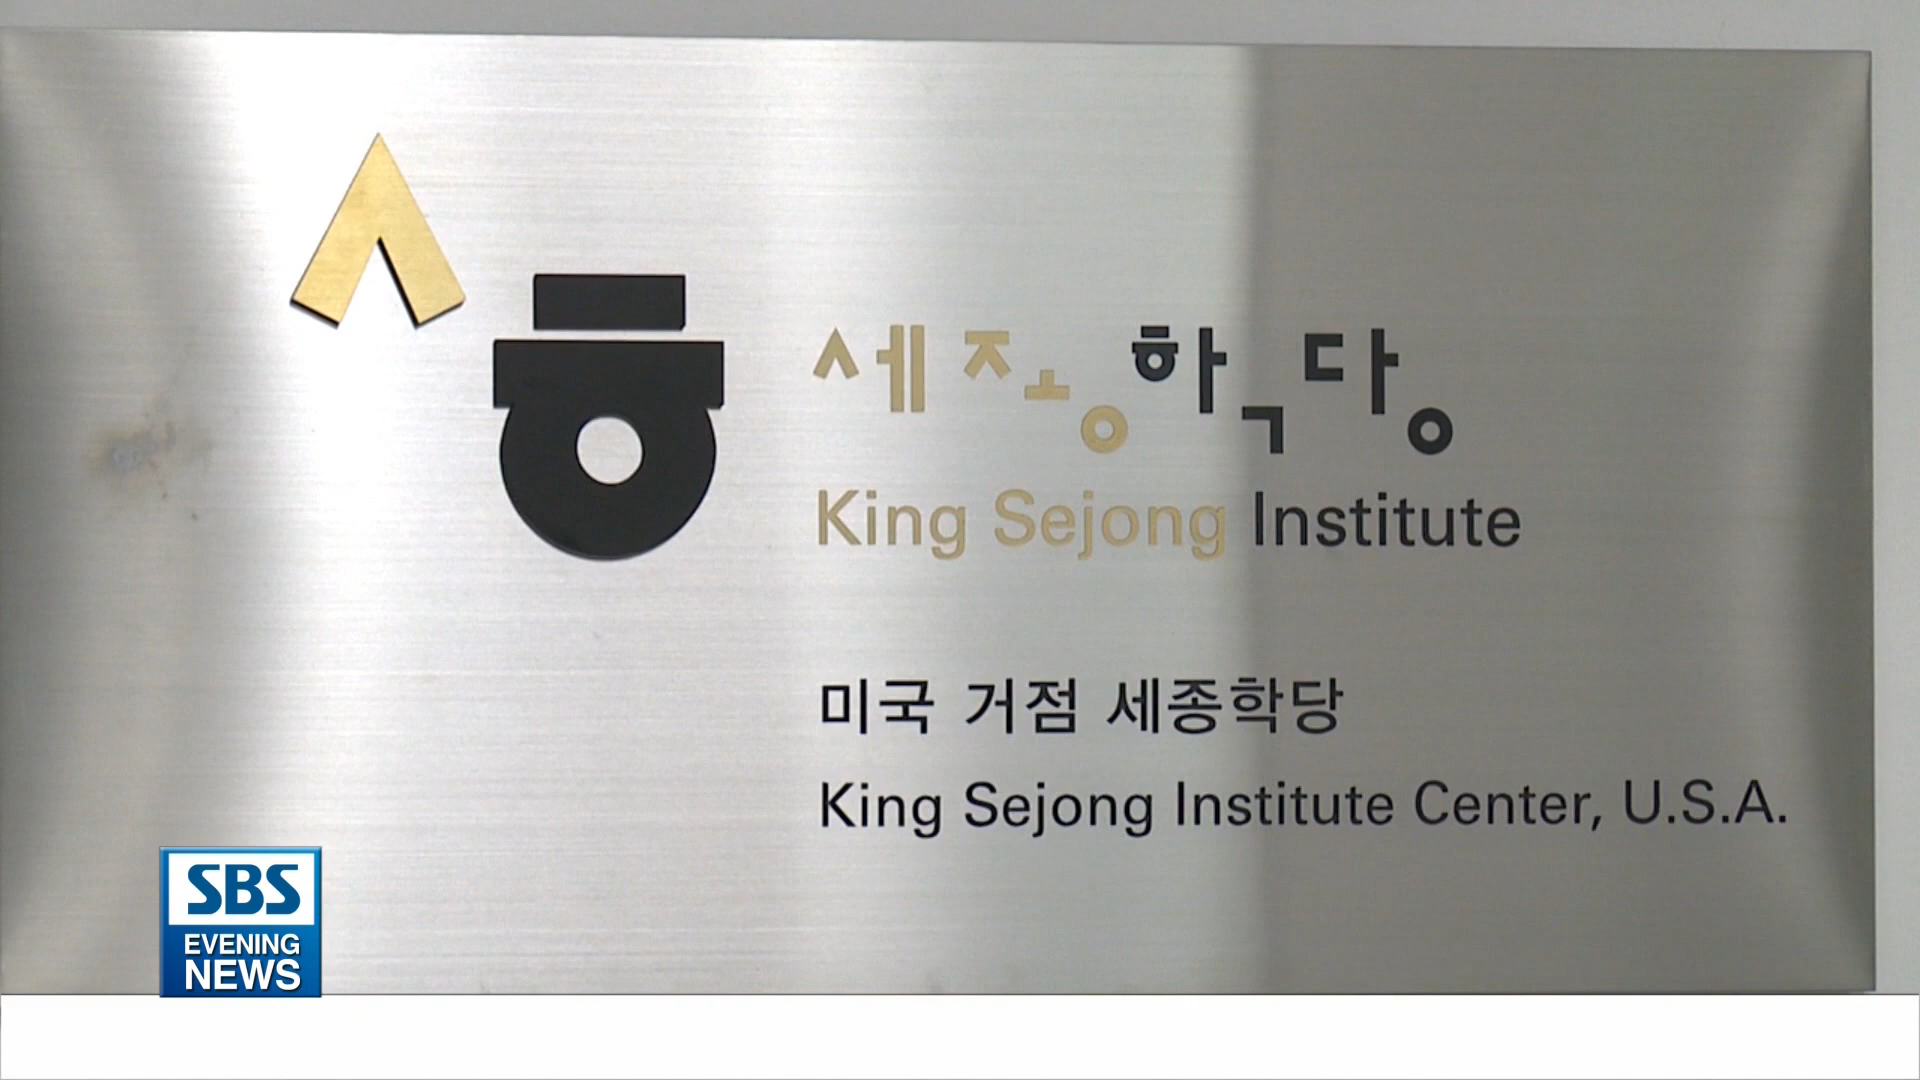 세종학당
King Sejong Institute
미국 거점 세종학당
King Sejong Institute Center, U.S.A.
SBS
EVENING
NEWS